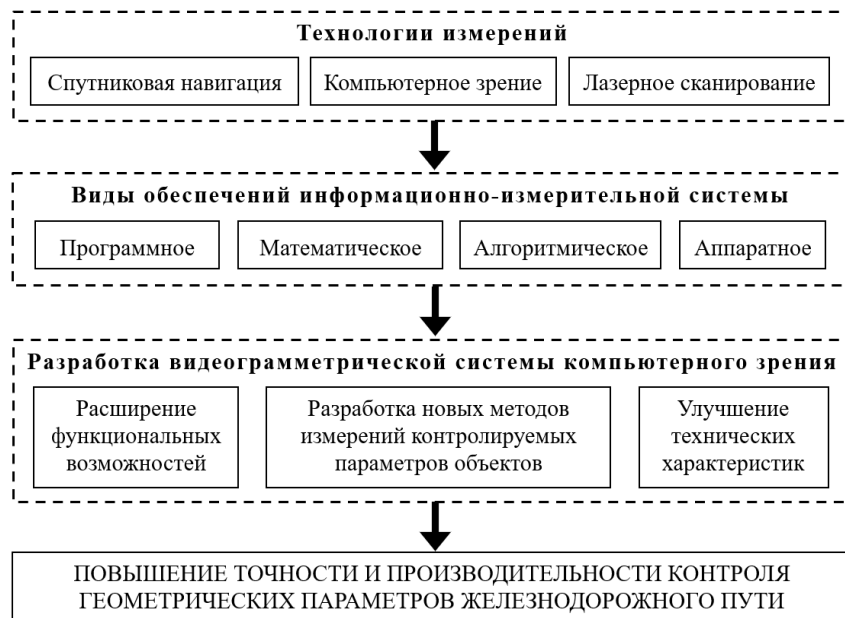 Технологии измерений
Спутниковая навигация
Компьютерное зрение
Лазерное сканирование
Виды обеспечений информационно-измерительной системы
Программное
Математическое
Алгоритмическое
Аппаратное
Разработка видеограмметрической системы компьютерного зрения
Расширение
функциональных
возможностей
Разработка новых методов
измерений контролируемых
параметров объектов
Улучшение
технических
характеристик
ПОВЫШЕНИЕ ТОЧНОСТИ И ПРОИЗВОДИТЕЛЬНОСТИ КОНТРОЛЯ
ГЕОМЕТРИЧЕСКИХ ПАРАМЕТРОВ ЖЕЛЕЗНОДОРОЖНОГО ПУТИ